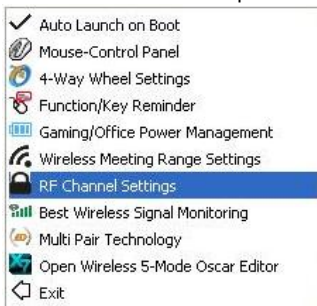 Auto Launch on Boot
Mouse-Control Panel
4-Way Wheel Settings
Function/Key Reminder
Gaming/Office Power Management
Wireless Meeting Range Settings
RF Channel Settings
Best Wireless Signal Monitoring
Multi Pair Technology
Open Wireless 5-Mode Oscar Editor
Exit